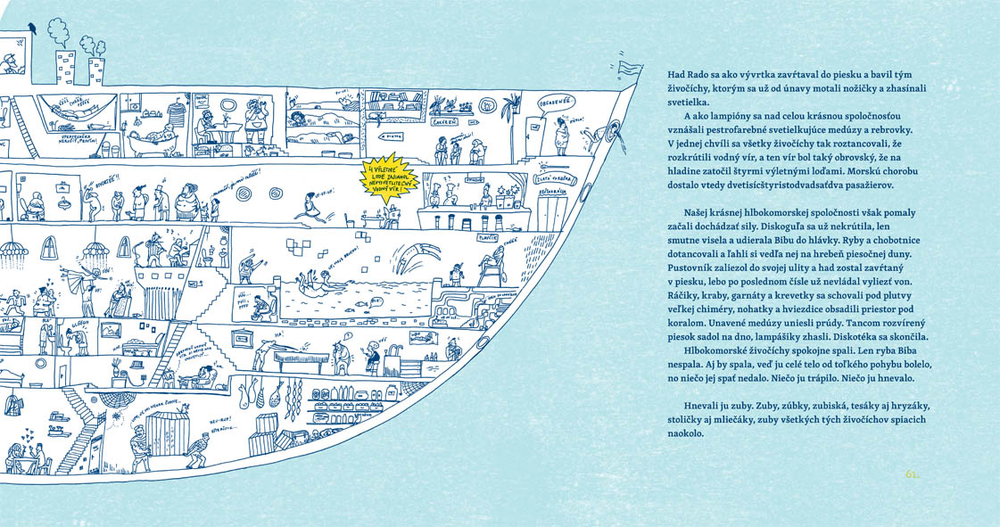 OBSADENÉÉ.
ČAKÁREŇ
4 VÝLETNÉ
LODE ZASIAHOL
NEVYSVETLITEĽNÝ
VODNÝ VÍR!
ZLATÁ VAREŠKA
PLAVČÍK
HA!
Had Rado sa ako vývrtka zavŕtaval do piesku a bavil tým
živočíchy, ktorým sa už od únavy motali nožičky a zhasínali
svetielka.
A ako lampióny sa nad celou krásnou spoločnosťou
vznášali pestrofarebné svetielkujúce medúzy a rebrovky.
V jednej chvíli sa všetky živočíchy tak roztancovali, že
rozkrútili vodný vír, a ten vír bol taký obrovský, že na
hladine zatočil štyrmi výletnými loďami. Morskú chorobu
dostalo vtedy dvetisícštyristodvadsaťdva pasažierov.
Našej krásnej hlbokomorskej spoločnosti však pomaly
začali dochádzať sily. Diskoguľa sa už nekrútila, len
smutne visela a udierala Bibu do hlávky. Ryby a chobotnice
dotancovali a ľahli si vedľa nej na hrebeň piesočnej duny.
Pustovník zaliezol do svojej ulity a had zostal zavŕtaný
v piesku, lebo po poslednom čísle už nevládal vyliezť von.
Ráčiky, kraby, garnáty a krevetky sa schovali pod plutvy
veľkej chiméry, nohatky a hviezdice obsadili priestor pod
koralom. Unavené medúzy uniesli prúdy. Tancom rozvírený
piesok sadol na dno, lampášiky zhasli. Diskotéka sa skončila.
Hlbokomorské živočíchy spokojne spali. Len ryba Biba
nespala. Aj by spala, veď ju celé telo od toľkého pohybu bolelo,
no niečo jej spať nedalo. Niečo ju trápilo. Niečo ju hnevalo.
Hnevali ju zuby. Zuby, zúbky, zubiská, tesáky aj hryzáky,
stoličky aj mliečáky, zuby všetkých tých živočíchov spiacich
naokolo.
61.